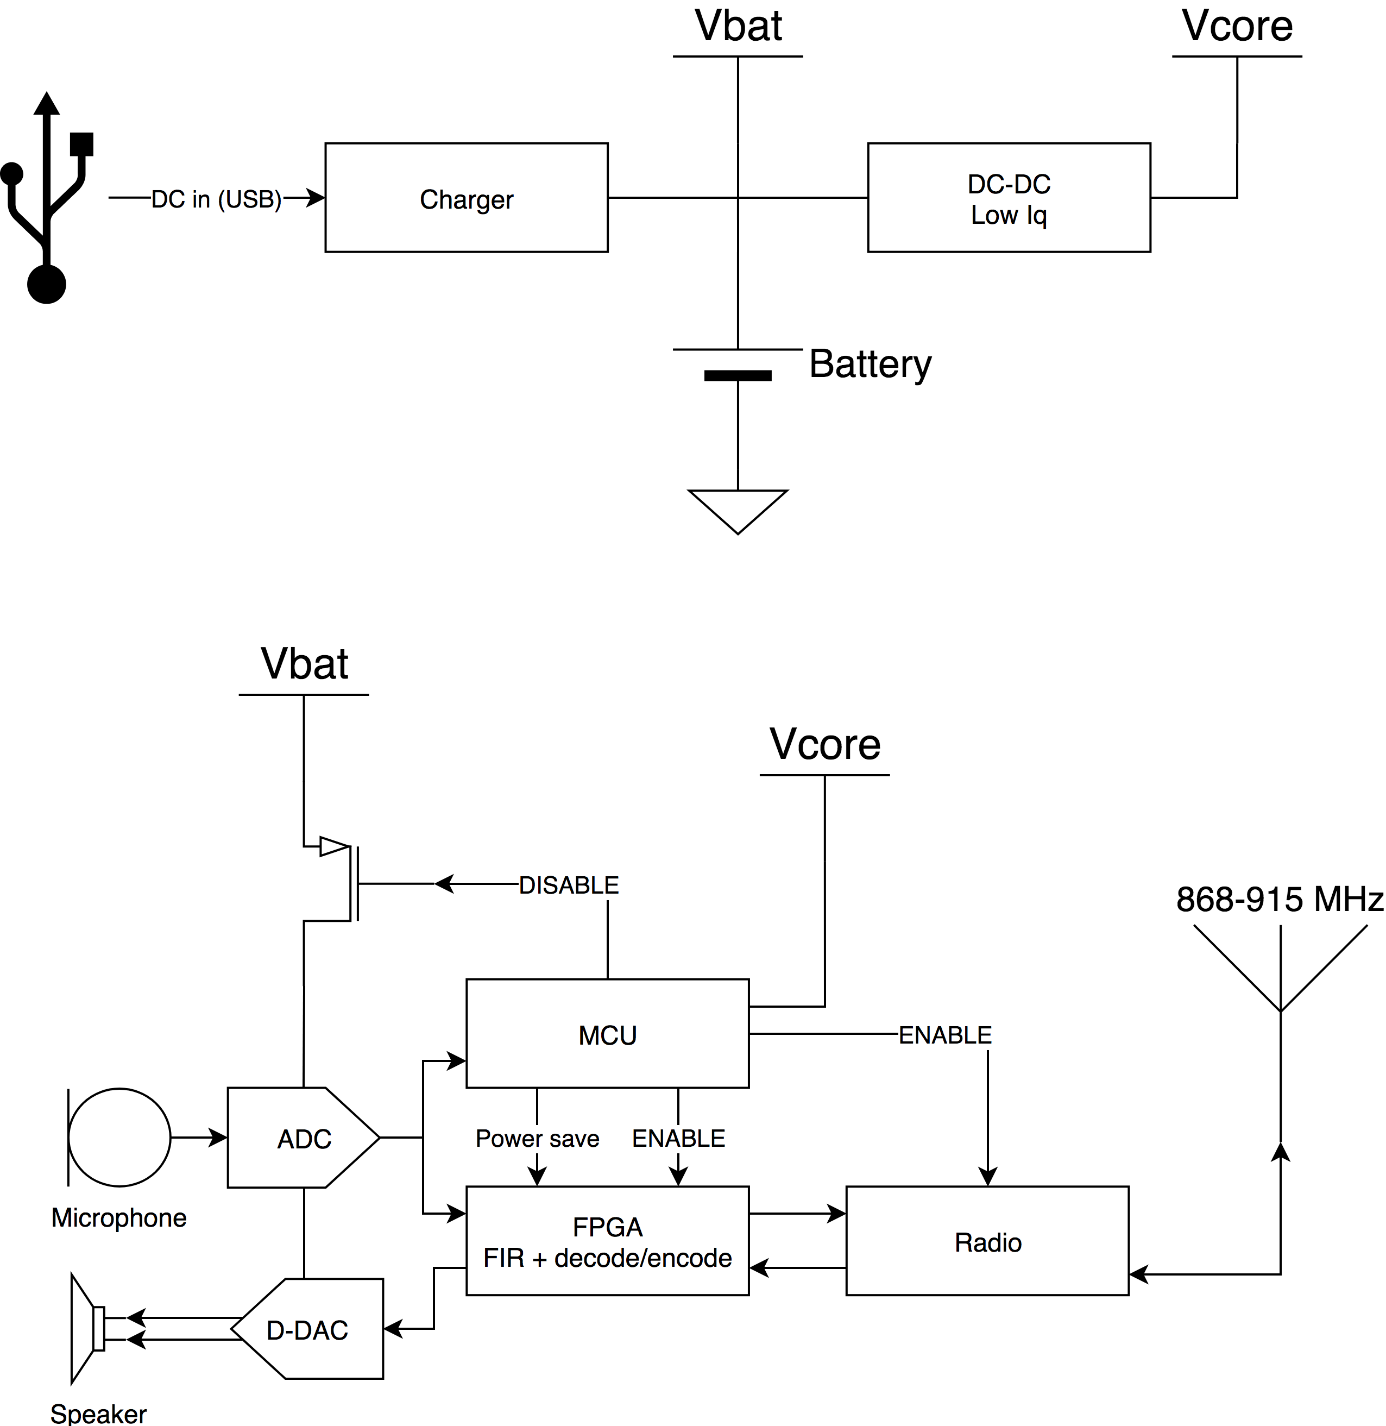 Vbat
Vcore
DC in (USB)
Charger
DC-DC
Low Iq
Battery
Vbat
Vcore
DISABLE
868-915 MHz
MCU
ENABLE
ADC
Power save
ENABLE
Microphone
FPGA
FIR + decode/encode
Radio
D-DAC
Speaker